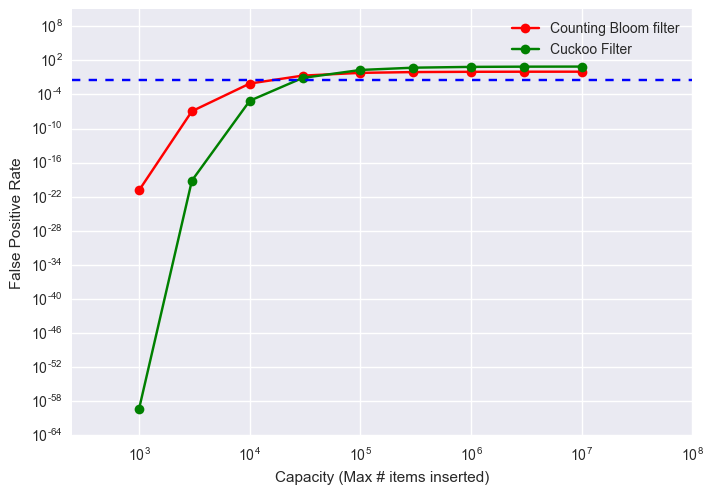 Counting Bloom filter
Cuckoo Filter
10^8
10^2
10^-4
10^-10
10^-16
10^-22
10^-28
10^-34
10^-40
10^-46
10^-52
10^-58
10^-64
False Positive Rate
10^3 10^4 10^5 10^6 10^7 10^8
Capacity (Max # items inserted)